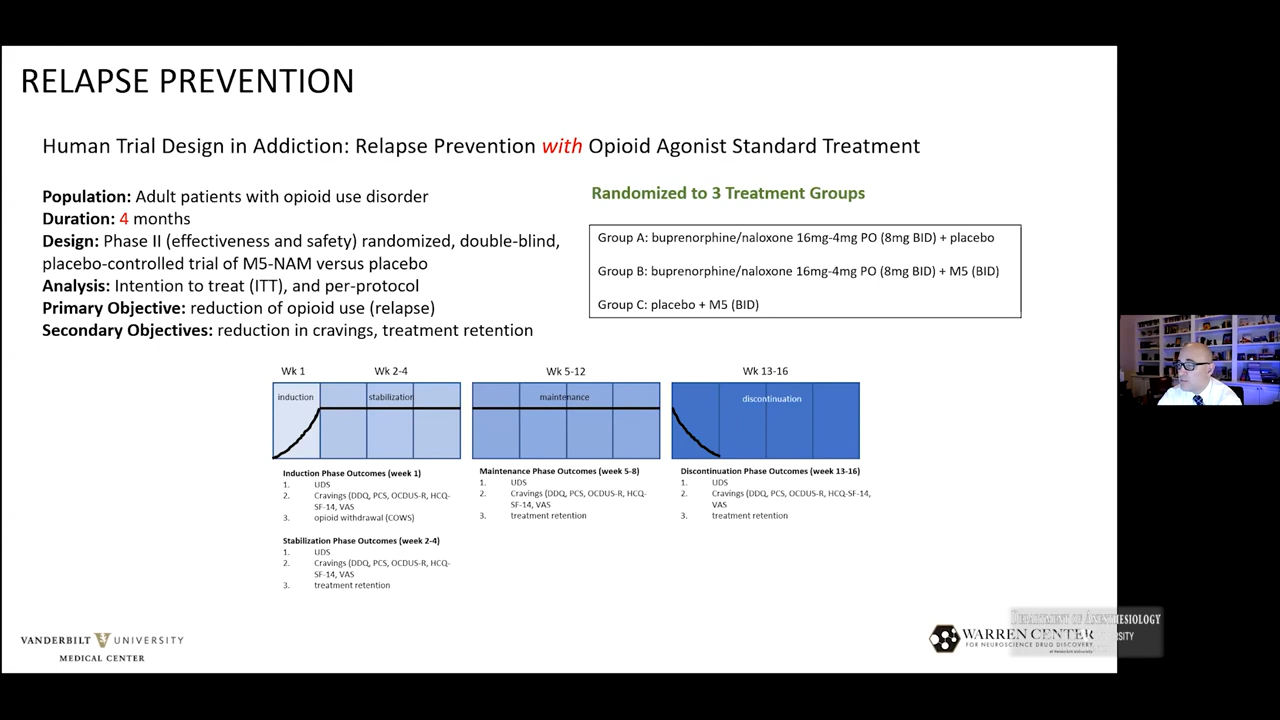 RELAPSE PREVENTION
Human Trial Design in Addiction: Relapse Prevention with Opioid Agonist Standard Treatment
Population: Adult patients with opioid use disorder
Duration: 4 months
Design: Phase II (effectiveness and safety) randomized, double-blind,
placebo-controlled trial of M5-NAM versus placebo
Analysis: Intention to treat (ITT), and per-protocol
Primary Objective: reduction of opioid use (relapse)
Secondary Objectives: reduction in cravings, treatment retention
Randomized to 3 Treatment Groups
Group A: buprenorphine/naloxone 16mg-4mg PO (8mg BID) + placebo
Group B: buprenorphine/naloxone 16mg-4mg PO (8mg BID) + M5 (BID)
Group C: placebo + M5 (BID)
Wk 1
Wk 2-4
Wk 5-12
Wk 13-16
induction
stabilization
maintenance
discontinuation
Induction Phase Outcomes (week 1)
1. UDS
2. Cravings (DDQ, PCS, OCDUS-R, HCQ-
SF-14, VAS
3. opioid withdrawal (COWS)
Stabilization Phase Outcomes (week 2-4)
1. UDS
2. Cravings (DDQ, PCS, OCDUS-R, HCQ-
SF-14, VAS
3. treatment retention
Maintenance Phase Outcomes (week 5-8)
1. UDS
2. Cravings (DDQ, PCS, OCDUS-R, HCQ-
SF-14, VAS
3. treatment retention
Discontinuation Phase Outcomes (week 13-16)
1. UDS
2. Cravings (DDQ, PCS, OCDUS-R, HCQ-SF-14,
VAS
3. treatment retention
VANDERBILT V UNIVERSITY
MEDICAL CENTER
WARREN CENTER
FOR NEUROSCIENCE DRUG DISCOVERY
at Vanderbilt University
DEPARTMENT OF ANESTHESIOLOGY